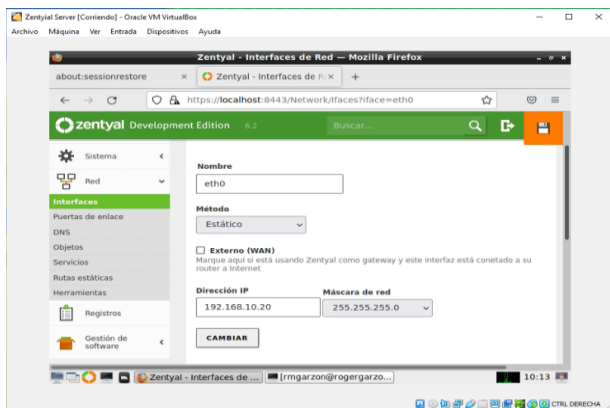 Zentyial Server [Corriendo] - Oracle VM VirtualBox
Archivo Máquina Ver Entrada Dispositivos Ayuda
Zentyal - Interfaces de Red — Mozilla Firefox
about:sessionrestore × Zentyal - Interfaces de R × +
https://localhost:8443/Network/Ifaces?iface=eth0
zentyal Development Edition 6.2 Buscar...
Sistema
Red
Interfaces
Puertas de enlace
DNS
Objetos
Servicios
Rutas estáticas
Herramientas
Registros
Gestión de
software
Nombre
eth0
Método
Estático
Externo (WAN)
Marque aquí si está usando Zentyal como gateway y este interfaz está conetado a su
router a Internet
Dirección IP Máscara de red
192.168.10.20 255.255.255.0
CAMBIAR
Zentyal - Interfaces de ... [rmgarzon@rogergarzo... 10:13
CTRL DERECHA